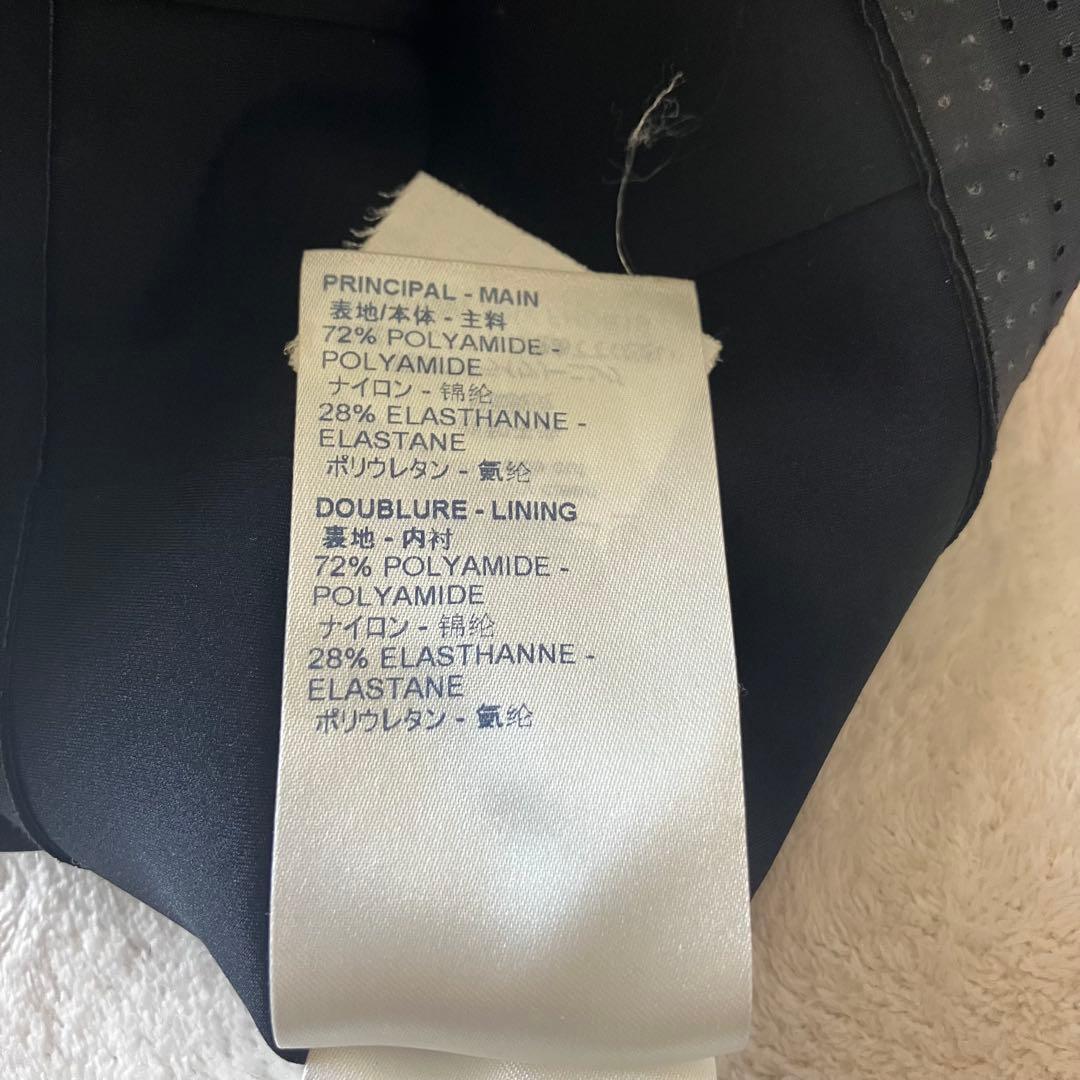 PRINCIPAL - MAIN
表地/本体 - 主料
72% POLYAMIDE -
POLYAMIDE
ナイロン - 锦纶
28% ELASTHANNE -
ELASTANE
ポリウレタン - 氨纶
DOUBLURE - LINING
裏地 - 内衬
72% POLYAMIDE -
POLYAMIDE
ナイロン - 锦纶
28% ELASTHANNE -
ELASTANE
ポリウレタン - 氨纶